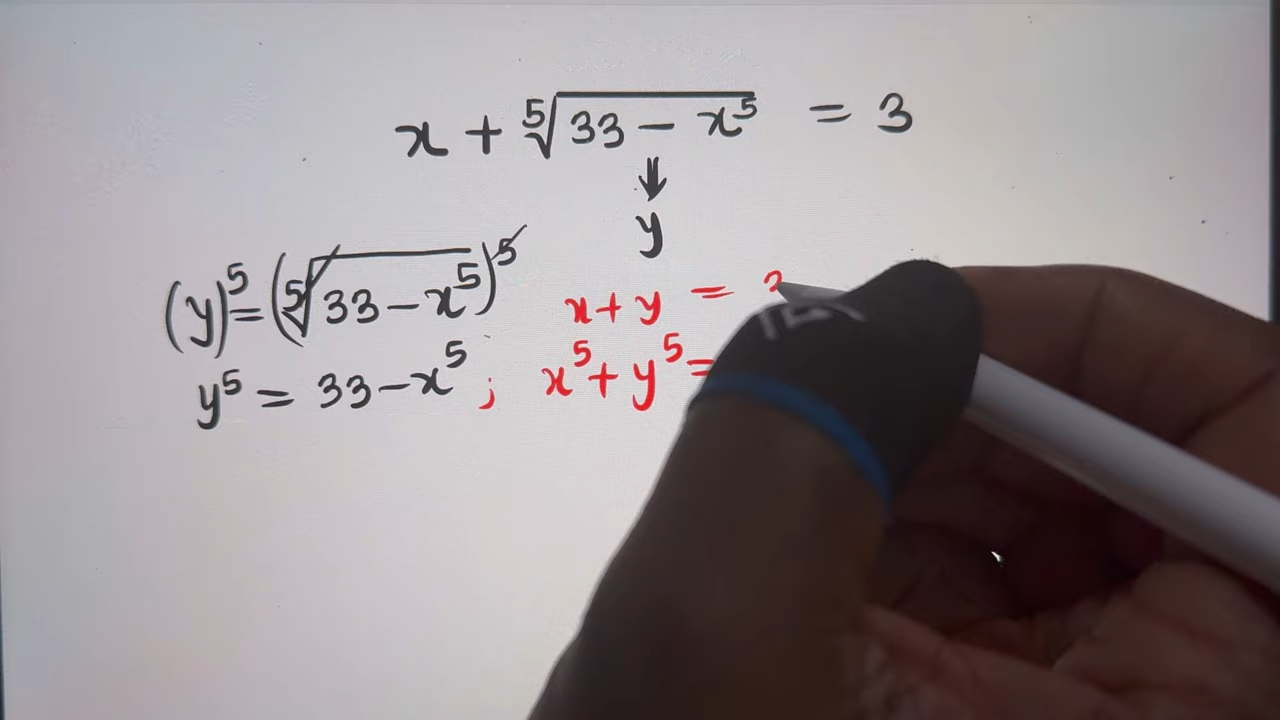 x + ⁵√(33 − x⁵) = 3
↓
y
(y)⁵ = (⁵√(33 − x⁵))⁵
x + y =
y⁵ = 33 − x⁵ ; x⁵ + y⁵ =